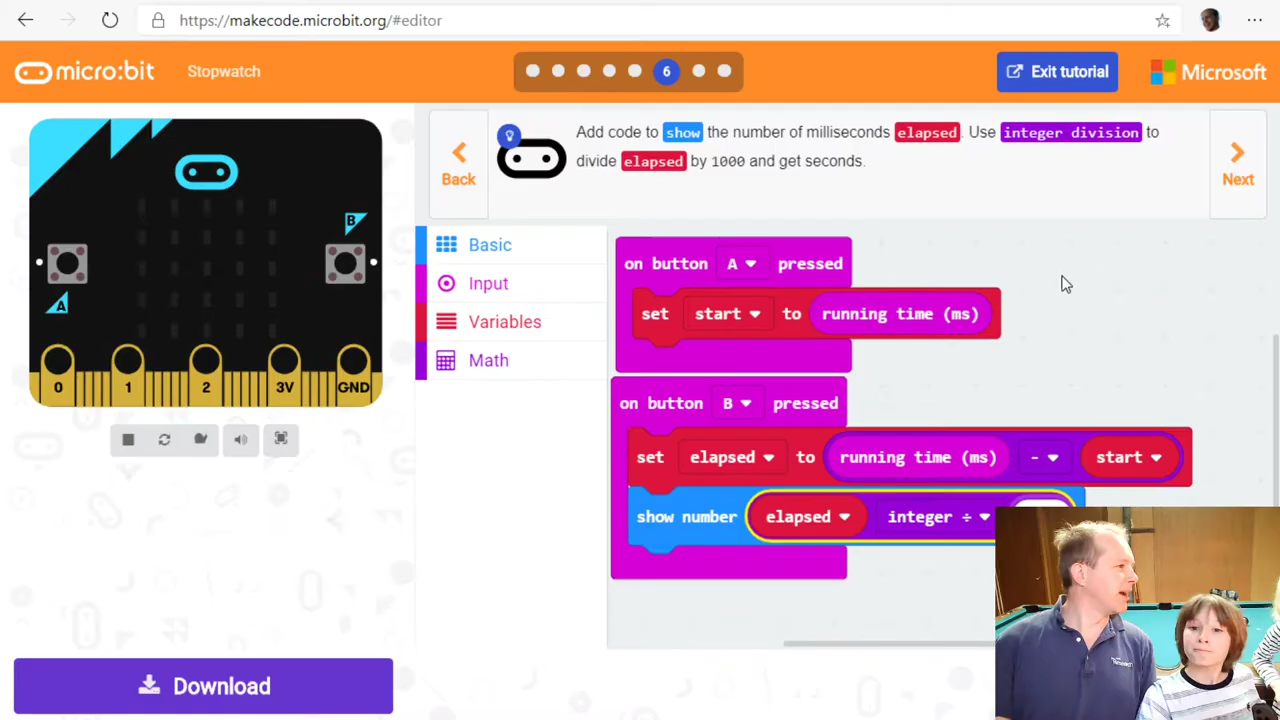 https://makecode.microbit.org/#editor
micro:bit
Stopwatch
6
Exit tutorial
Microsoft
Back
Add code to show the number of milliseconds elapsed. Use integer division to
divide elapsed by 1000 and get seconds.
Next
Basic
Input
Variables
Math
on button A pressed
set start to running time (ms)
on button B pressed
set elapsed to running time (ms) - start
show number elapsed integer ÷
B
A
0 1 2 3V GND
Download